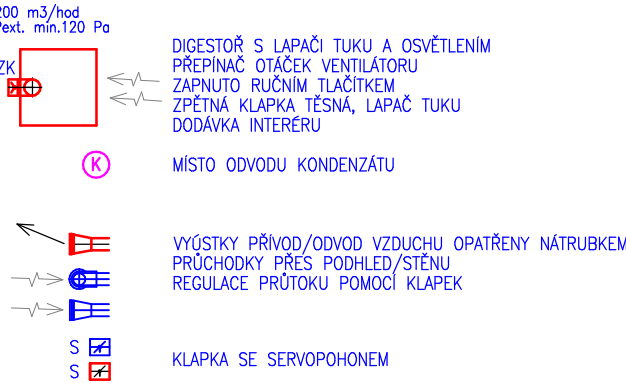 200 m3/hod
Pext. min.120 Pa
ZK
DIGESTOŘ S LAPAČI TUKU A OSVĚTLENÍM
PŘEPÍNAČ OTÁČEK VENTILÁTORU
ZAPNUTO RUČNÍM TLAČÍTKEM
ZPĚTNÁ KLAPKA TĚSNÁ, LAPAČ TUKU
DODÁVKA INTERÉRU
K
MÍSTO ODVODU KONDENZÁTU
VYÚSTKY PŘÍVOD/ODVOD VZDUCHU OPATŘENY NÁTRUBKEM
PRŮCHODKY PŘES PODHLED/STĚNU
REGULACE PRŮTOKU POMOCÍ KLAPEK
S
S
KLAPKA SE SERVOPOHONEM